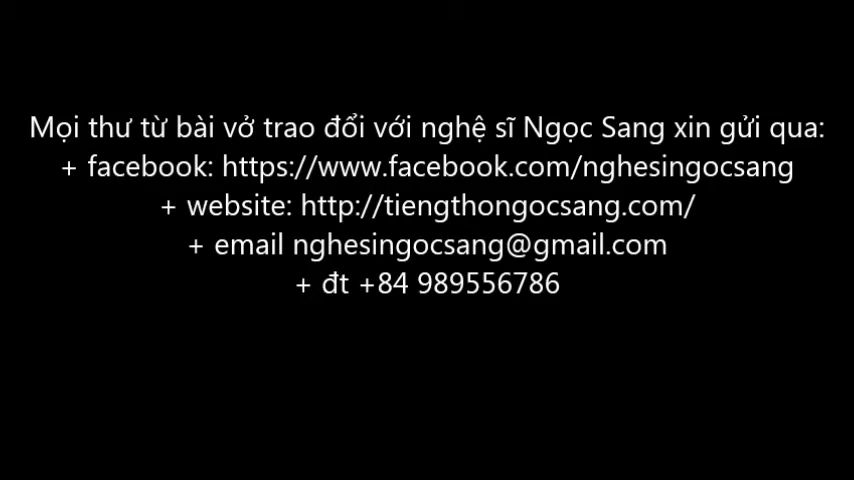 Mọi thư từ bài vở trao đổi với nghệ sĩ Ngọc Sang xin gửi qua:
+ facebook: https://www.facebook.com/nghesingocsang
+ website: http://tiengthongocsang.com/
+ email nghesingocsang@gmail.com
+ đt +84 989556786